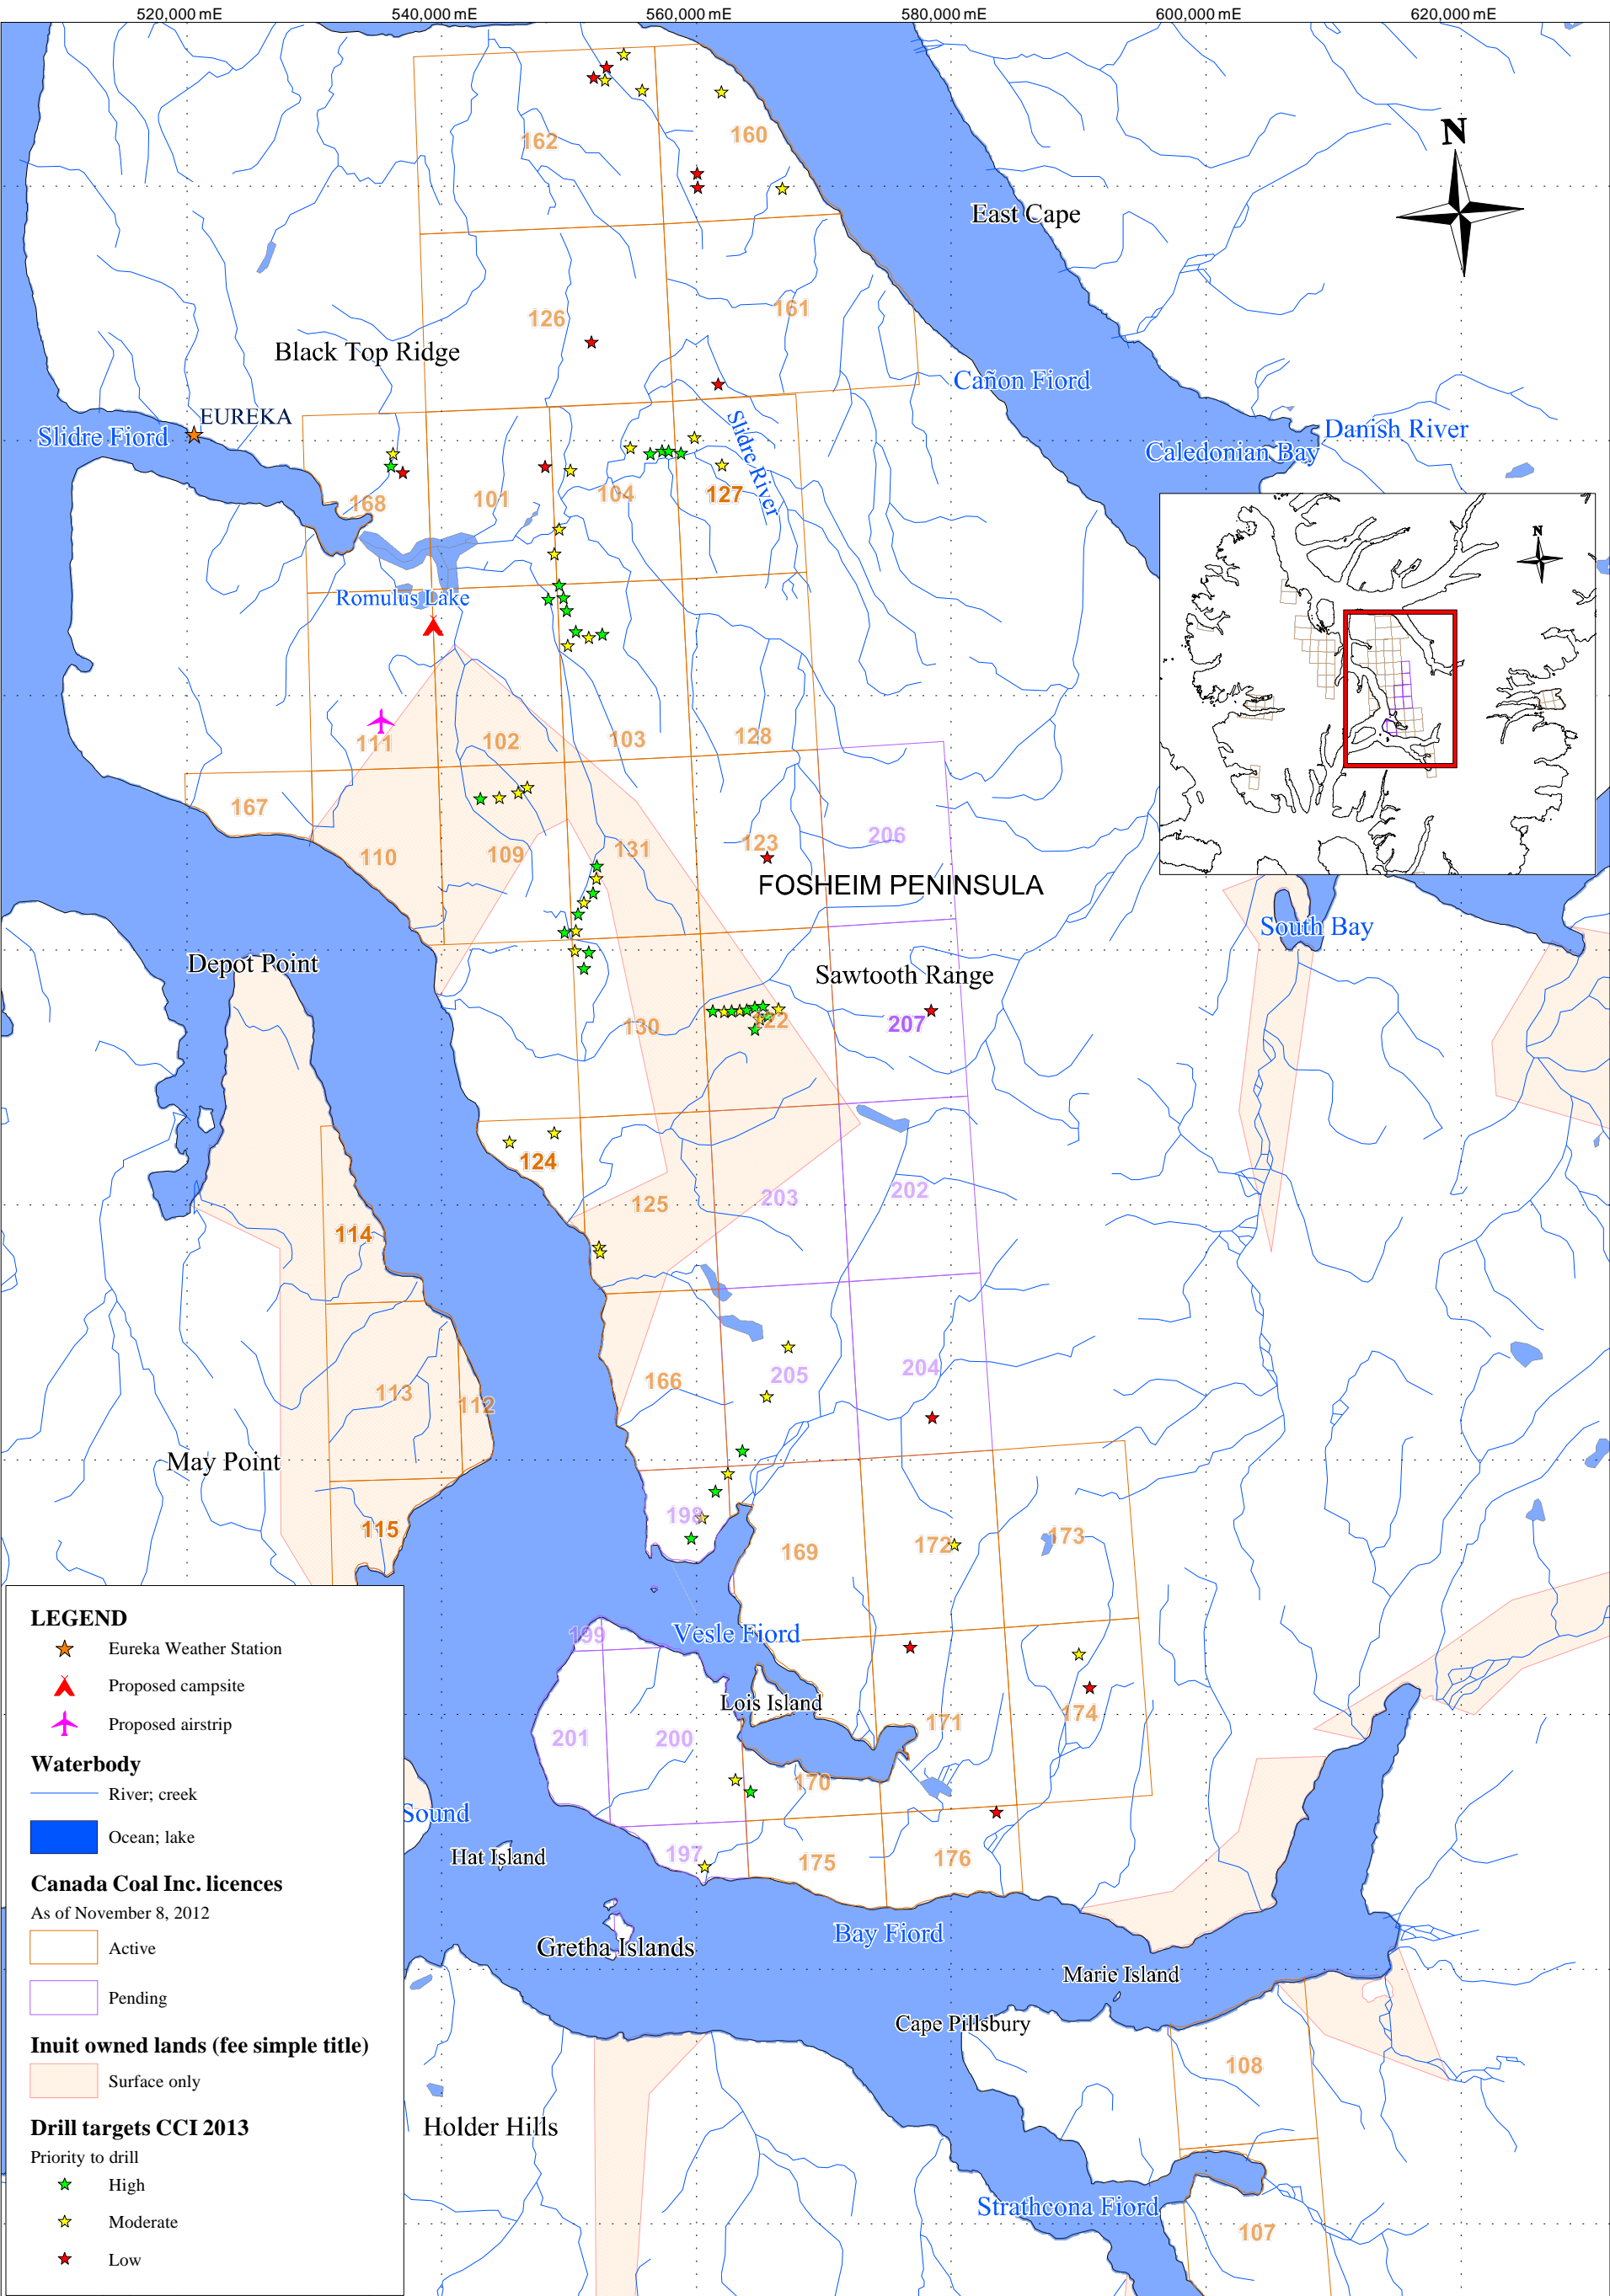 520,000 mE 540,000 mE 560,000 mE 580,000 mE 600,000 mE 620,000 mE
N
162
160
East Cape
126
161
Black Top Ridge
Cañon Fiord
EUREKA
Slidre Fiord
Slidre River
Danish River
Caledonian Bay
168
101
104
127
N
Romulus Lake
111
102
103
128
167
110
109
131
123
206
FOSHEIM PENINSULA
South Bay
Depot Point
Sawtooth Range
130
122
207
124
125
203
202
114
166
205
204
113
112
May Point
115
198
169
172
173
199
Vesle Fiord
Lois Island
201
200
171
174
170
Sound
Hat Island
197
175
176
Gretha Islands
Bay Fiord
Marie Island
Cape Pillsbury
108
Holder Hills
Strathcona Fiord
107
LEGEND
Eureka Weather Station
Proposed campsite
Proposed airstrip
Waterbody
River; creek
Ocean; lake
Canada Coal Inc. licences
As of November 8, 2012
Active
Pending
Inuit owned lands (fee simple title)
Surface only
Drill targets CCI 2013
Priority to drill
High
Moderate
Low